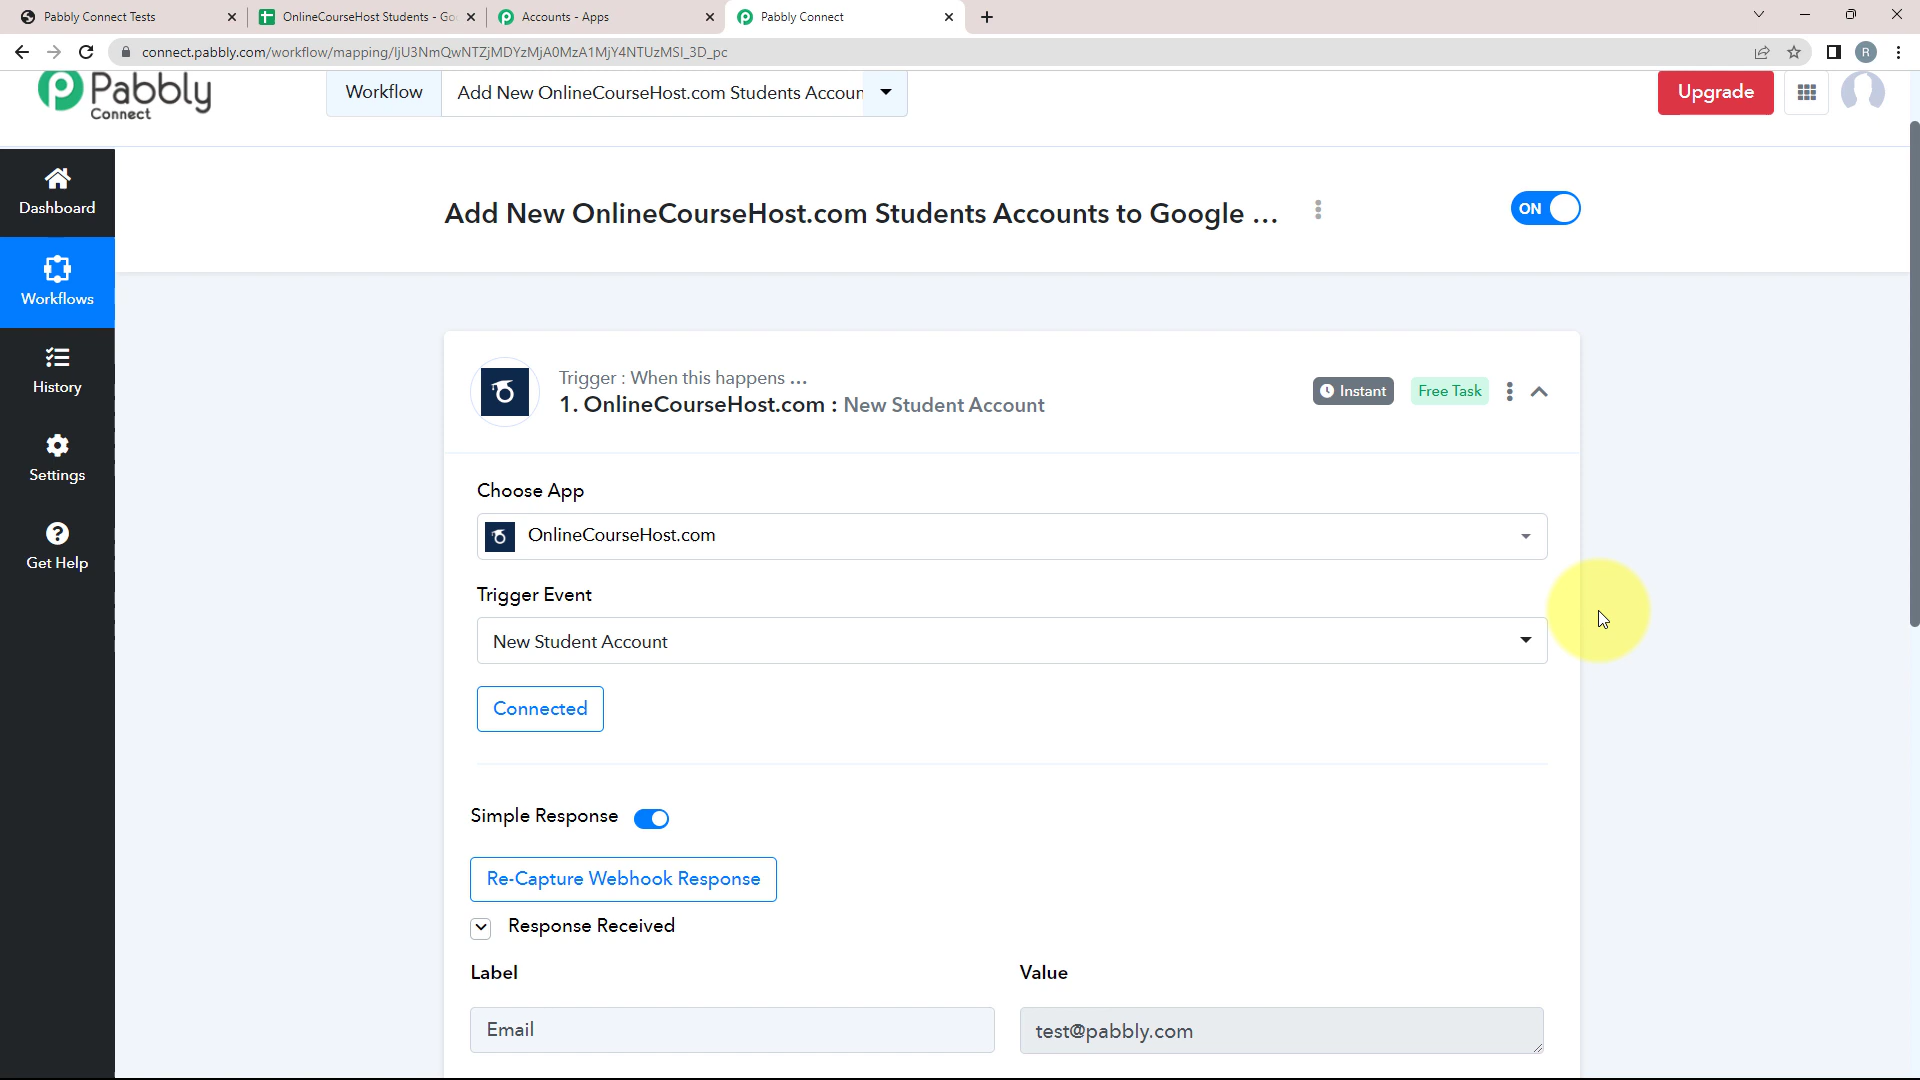 Pabbly Connect Tests
OnlineCourseHost Students - Go
Accounts - Apps
Pabbly Connect
connect.pabbly.com/workflow/mapping/IjU3NmQwNTZjMDYzMjA0MzA1MjY4NTUzMSI_3D_pc
R
Pabbly
Connect
Workflow
Add New OnlineCourseHost.com Students Accoun
Upgrade
Dashboard
Workflows
History
Settings
Get Help
Add New OnlineCourseHost.com Students Accounts to Google ...
ON
Trigger : When this happens ...
1. OnlineCourseHost.com : New Student Account
Instant
Free Task
Choose App
OnlineCourseHost.com
Trigger Event
New Student Account
Connected
Simple Response
Re-Capture Webhook Response
Response Received
Label
Value
Email
test@pabbly.com